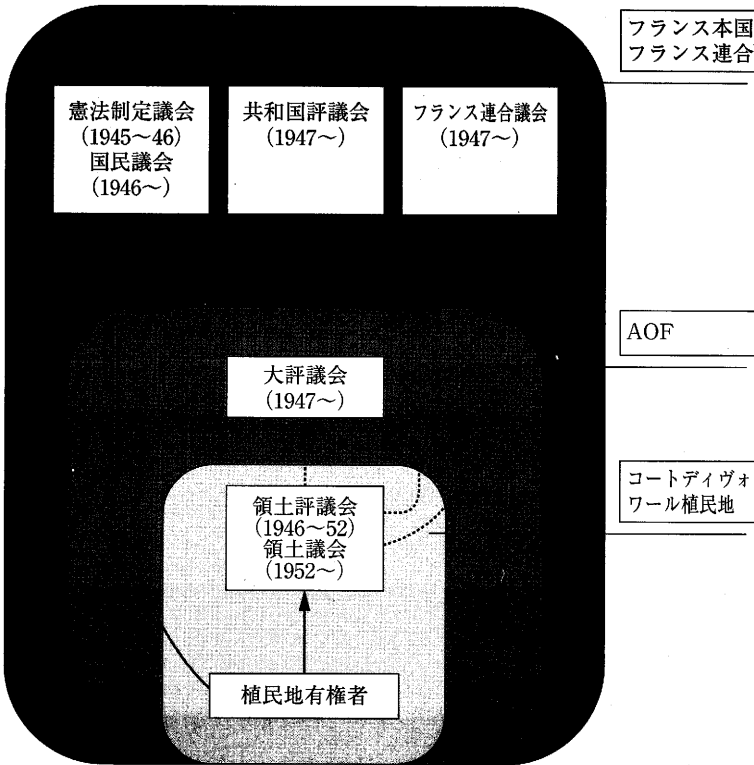 フランス本国
フランス連合
憲法制定議会
(1945～46)
国民議会
(1946～)
共和国評議会
(1947～)
フランス連合議会
(1947～)
AOF
大評議会
(1947～)
コートディヴォ
ワール植民地
領土評議会
(1946～52)
領土議会
(1952～)
植民地有権者